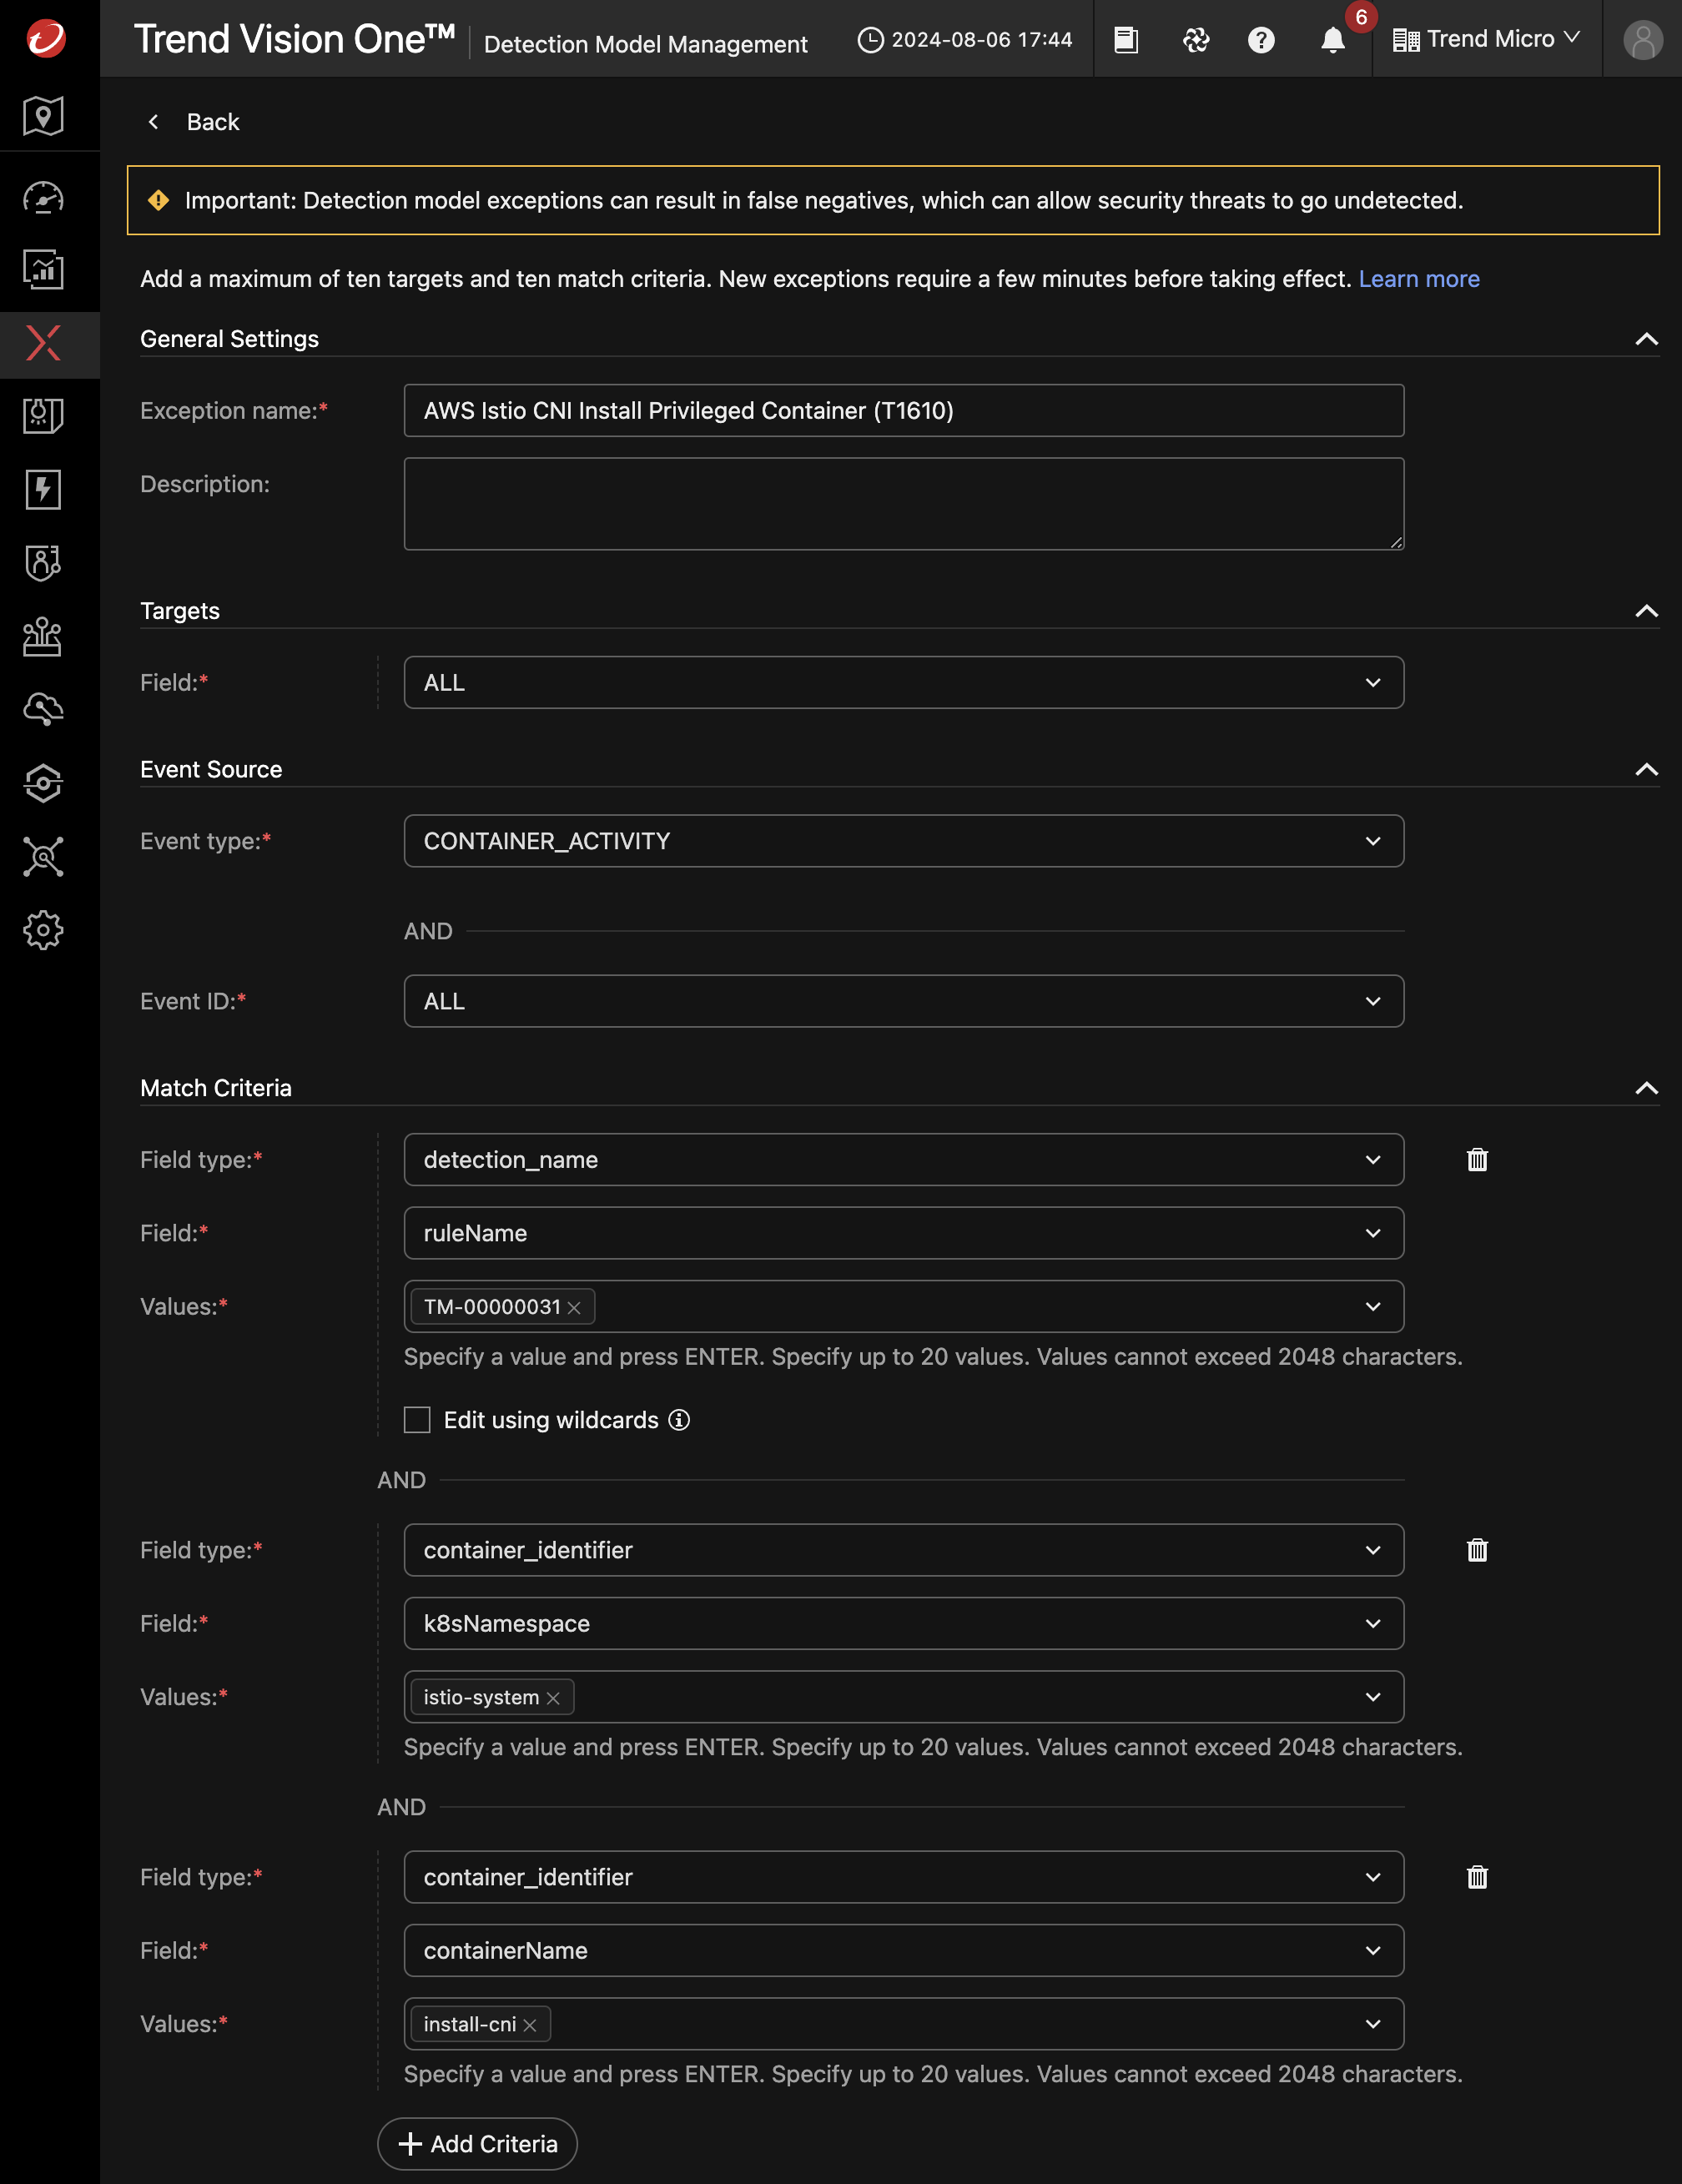 Trend Vision One™ Detection Model Management 2024-08-06 17:44 6 Trend Micro
Back
Important: Detection model exceptions can result in false negatives, which can allow security threats to go undetected.
Add a maximum of ten targets and ten match criteria. New exceptions require a few minutes before taking effect. Learn more
General Settings
Exception name:* AWS Istio CNI Install Privileged Container (T1610)
Description:
Targets
Field:* ALL
Event Source
Event type:* CONTAINER_ACTIVITY
AND
Event ID:* ALL
Match Criteria
Field type:* detection_name
Field:* ruleName
Values:* TM-00000031
Specify a value and press ENTER. Specify up to 20 values. Values cannot exceed 2048 characters.
Edit using wildcards
AND
Field type:* container_identifier
Field:* k8sNamespace
Values:* istio-system
Specify a value and press ENTER. Specify up to 20 values. Values cannot exceed 2048 characters.
AND
Field type:* container_identifier
Field:* containerName
Values:* install-cni
Specify a value and press ENTER. Specify up to 20 values. Values cannot exceed 2048 characters.
Add Criteria